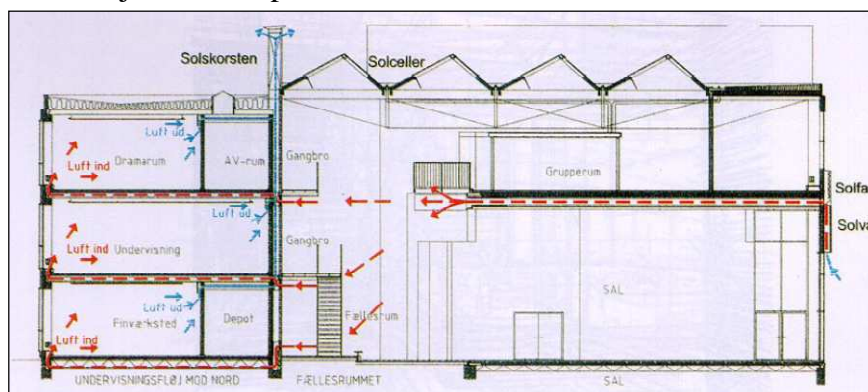 Solskorsten
Solceller
Luft ud
Luft ind
Dramarum
AV-rum
Gangbro
Grupperum
Solfa
Luft ud
Solva
Luft ind
Undervisning
Gangbro
SAL
Luft ud
Finværksted
Depot
Fællesrum
Luft ind
UNDERVISNINGSFLØJ MOD NORD
FÆLLESRUMMET
SAL